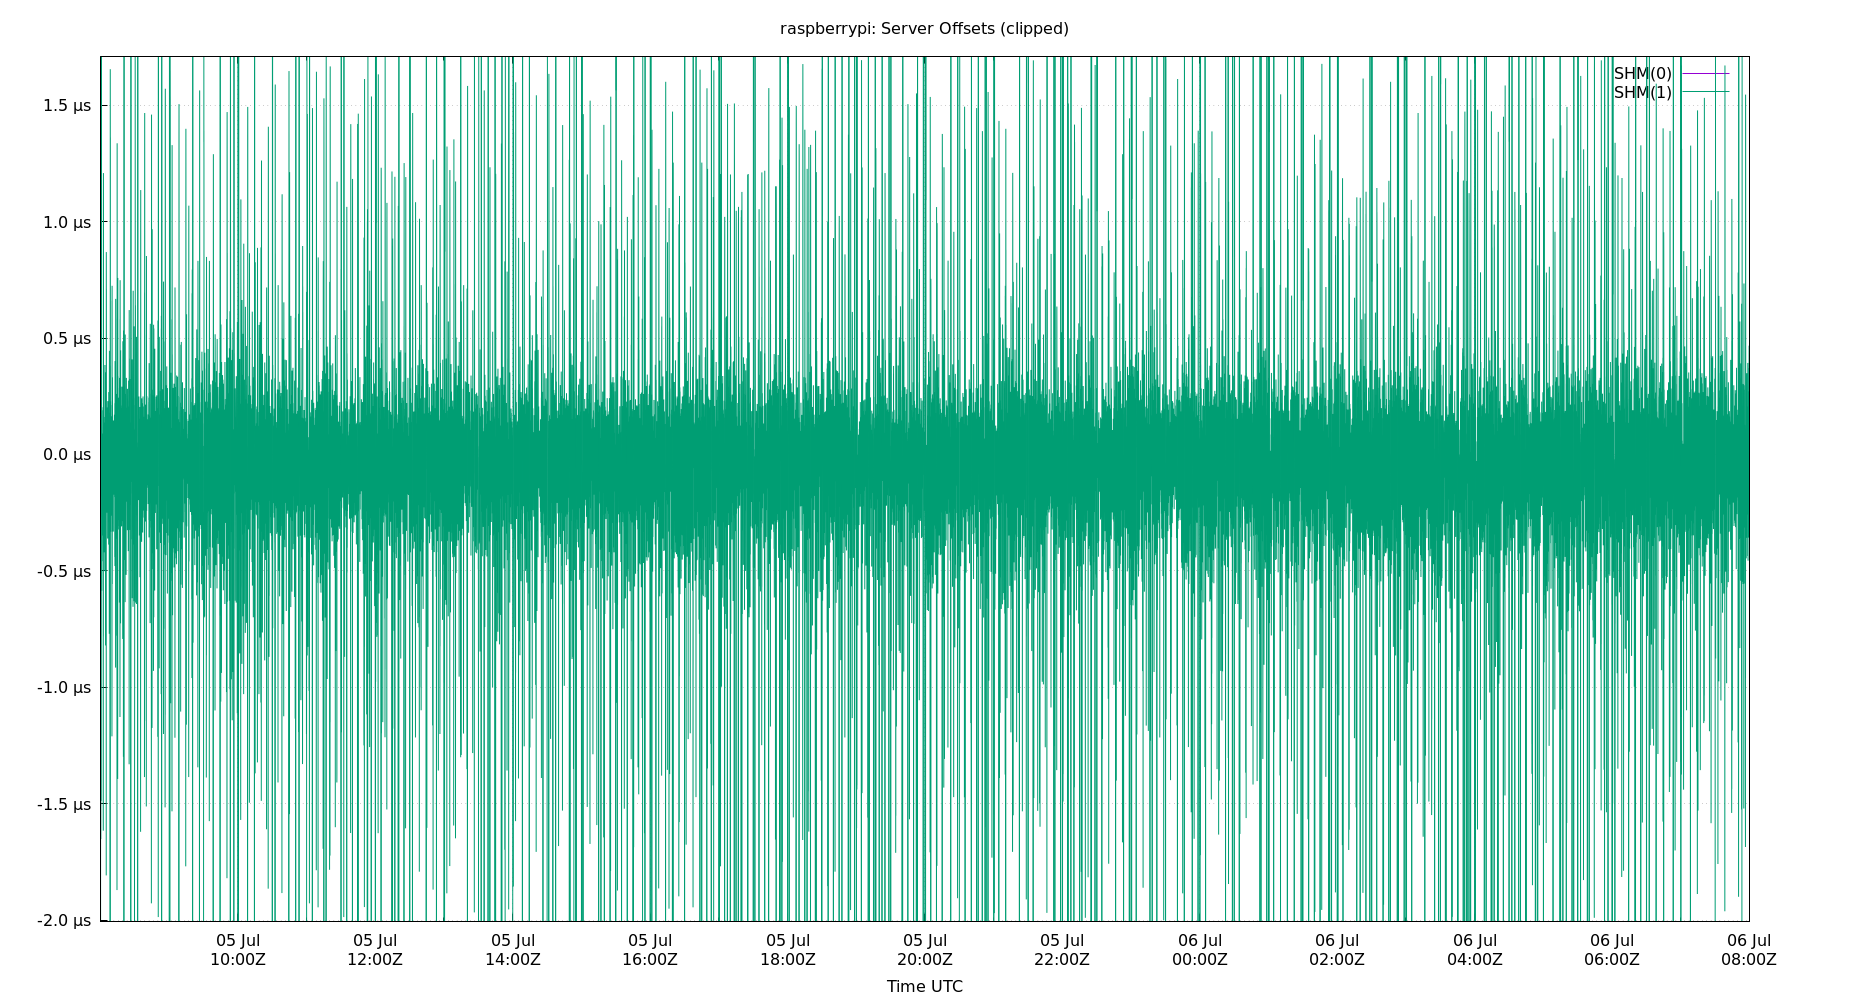 raspberrypi: Server Offsets (clipped)
SHM(0)
SHM(1)
1.5 µs
1.0 µs
0.5 µs
0.0 µs
-0.5 µs
-1.0 µs
-1.5 µs
-2.0 µs
05 Jul 05 Jul 05 Jul 05 Jul 05 Jul 05 Jul 05 Jul 06 Jul 06 Jul 06 Jul 06 Jul 06 Jul
10:00Z 12:00Z 14:00Z 16:00Z 18:00Z 20:00Z 22:00Z 00:00Z 02:00Z 04:00Z 06:00Z 08:00Z
Time UTC